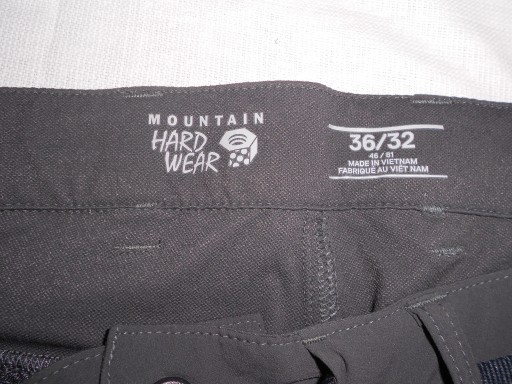 MOUNTAIN
HARD
WEAR
36/32
46/81
MADE IN VIETNAM
FABRIQUÉ AU VIÊT NAM